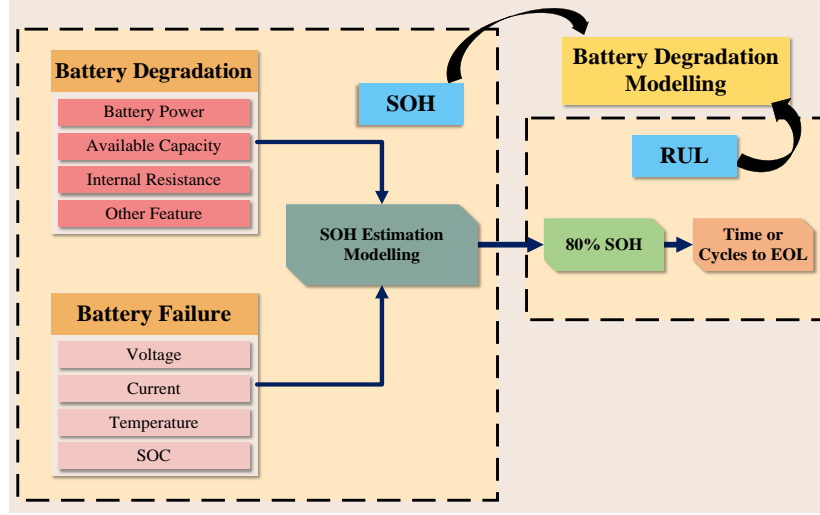 Battery Degradation
Battery Power
Available Capacity
Internal Resistance
Other Feature
SOH
Battery Degradation
Modelling
RUL
SOH Estimation
Modelling
80% SOH
Time or
Cycles to EOL
Battery Failure
Voltage
Current
Temperature
SOC